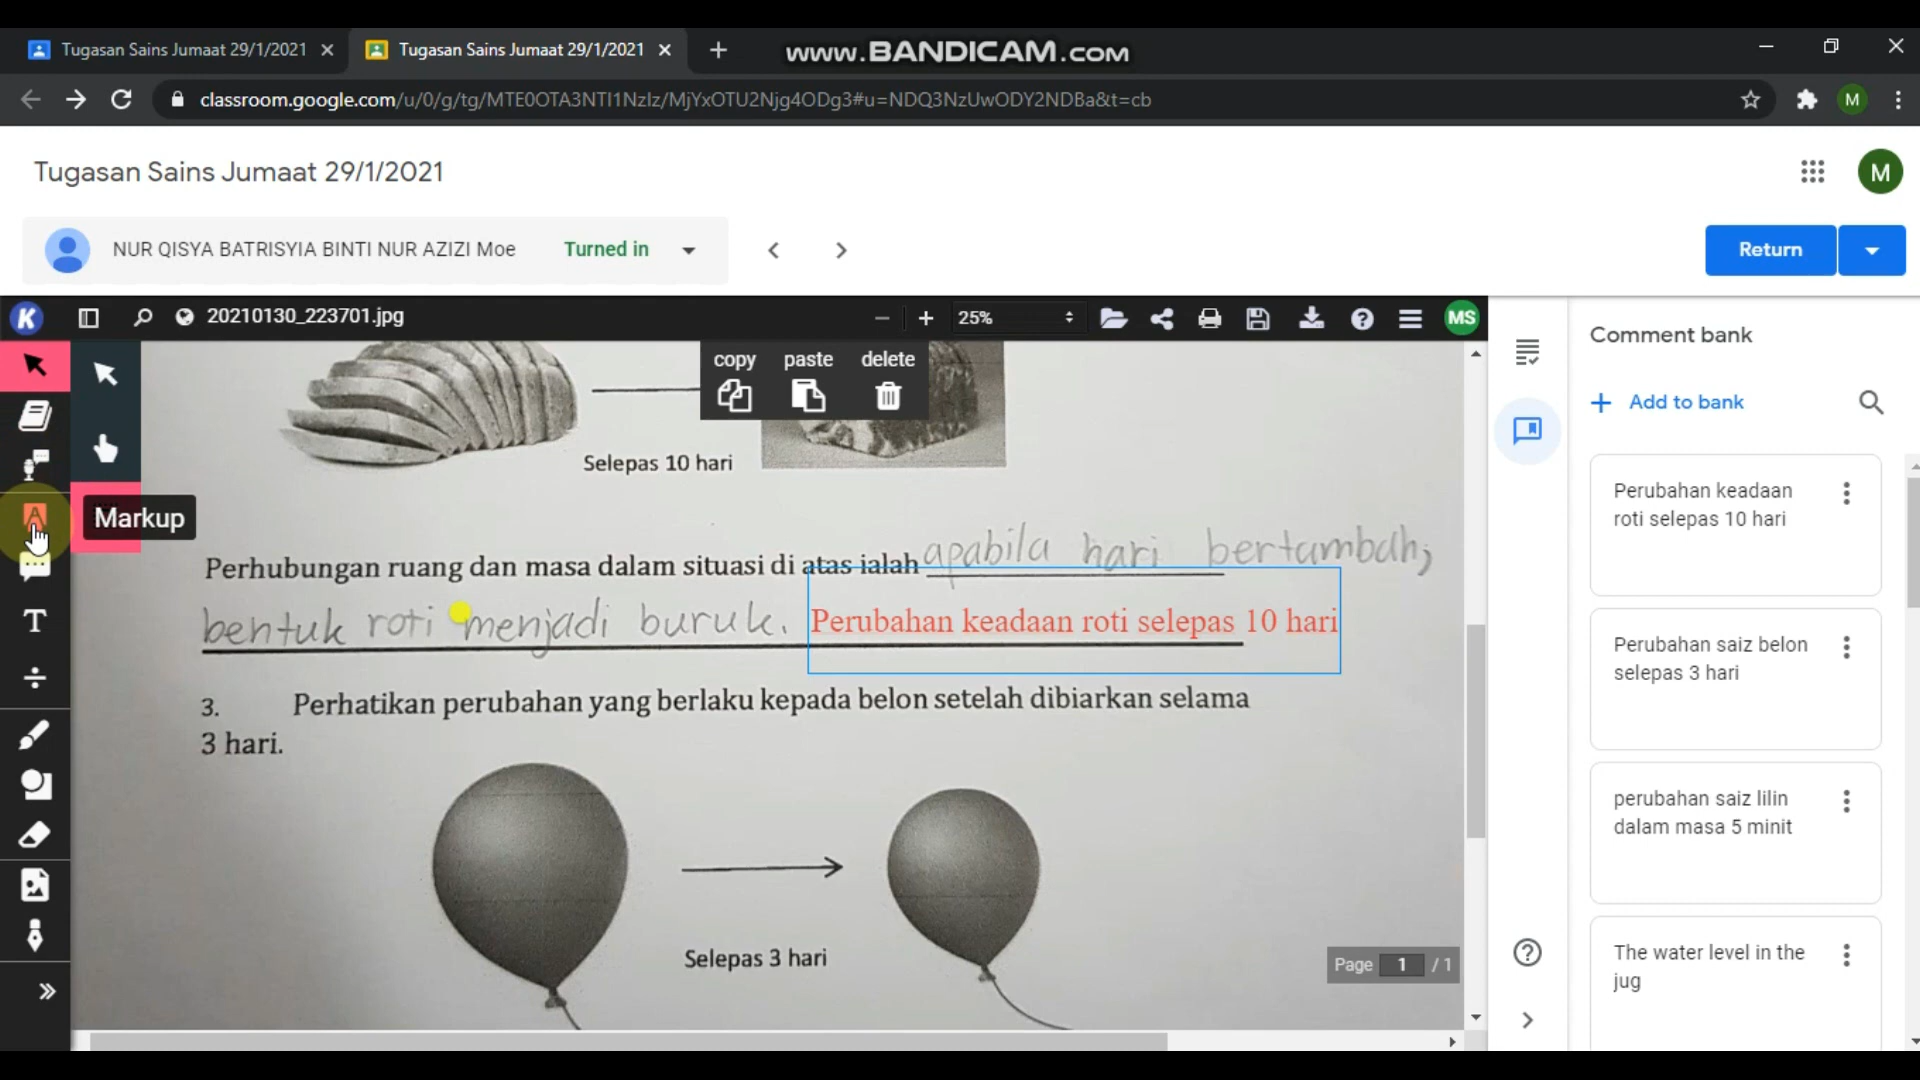 www.BANDICAM.com
Tugasan Sains Jumaat 29/1/2021
Tugasan Sains Jumaat 29/1/2021
classroom.google.com/u/0/g/tg/MTE0OTA3NTI1NzIz/MjYxOTU2Njg4ODg3#u=NDQ3NzUwODY2NDBa&t=cb
M
Tugasan Sains Jumaat 29/1/2021
M
NUR QISYA BATRISYIA BINTI NUR AZIZI Moe
Turned in
Return
K
20210130_223701.jpg
25%
MS
copy paste delete
Selepas 10 hari
Markup
Perhubungan ruang dan masa dalam situasi di atas ialah apabila hari bertambah,
bentuk roti menjadi buruk. Perubahan keadaan roti selepas 10 hari
3. Perhatikan perubahan yang berlaku kepada belon setelah dibiarkan selama
3 hari.
Selepas 3 hari
Page 1 / 1
Comment bank
Add to bank
Perubahan keadaan
roti selepas 10 hari
Perubahan saiz belon
selepas 3 hari
perubahan saiz lilin
dalam masa 5 minit
The water level in the
jug